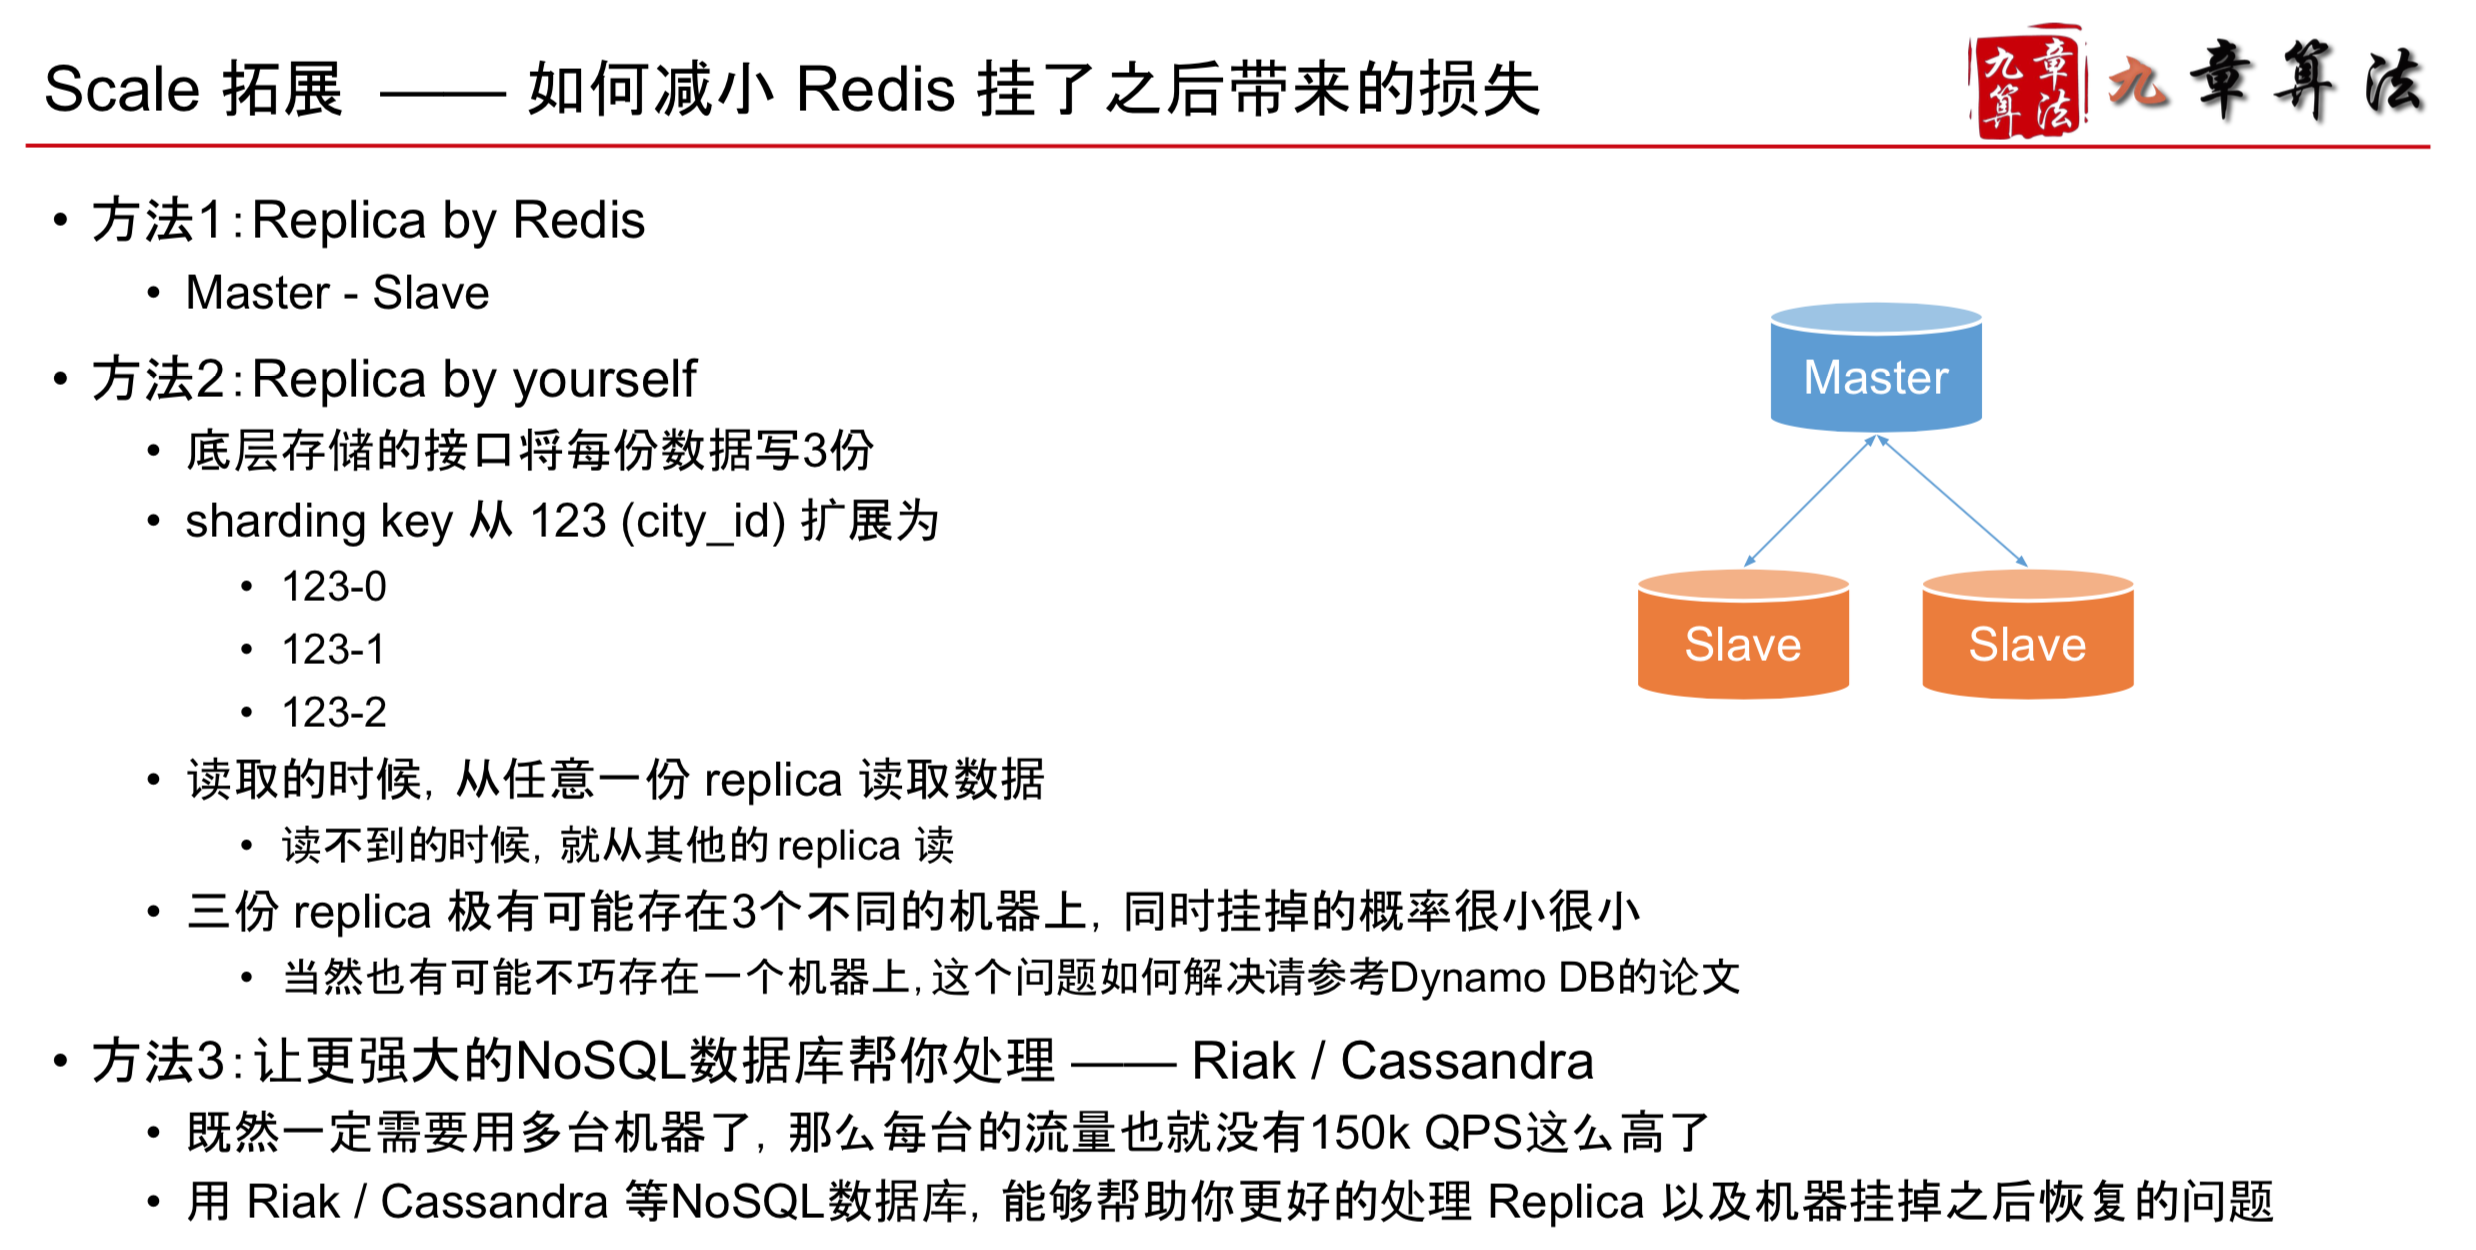 Scale 拓展 —— 如何减小 Redis 挂了之后带来的损失
九章算法
九章算法
• 方法1：Replica by Redis
• Master - Slave
• 方法2：Replica by yourself
• 底层存储的接口将每份数据写3份
• sharding key 从 123 (city_id) 扩展为
• 123-0
• 123-1
• 123-2
• 读取的时候，从任意一份 replica 读取数据
• 读不到的时候，就从其他的 replica 读
• 三份 replica 极有可能存在3个不同的机器上，同时挂掉的概率很小很小
• 当然也有可能不巧存在一个机器上，这个问题如何解决请参考Dynamo DB的论文
• 方法3：让更强大的NoSQL数据库帮你处理 —— Riak / Cassandra
• 既然一定需要用多台机器了，那么每台的流量也就没有150k QPS这么高了
• 用 Riak / Cassandra 等NoSQL数据库，能够帮助你更好的处理 Replica 以及机器挂掉之后恢复的问题
Master
Slave
Slave